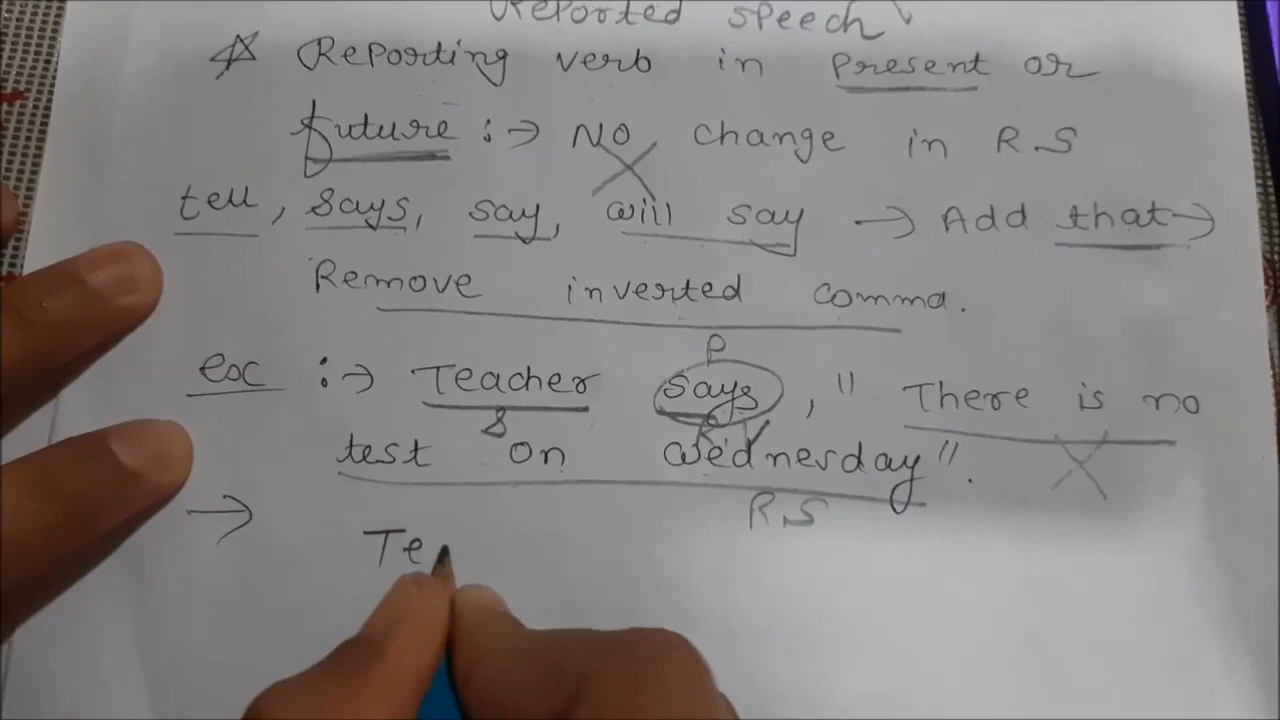 Reported speech
Reporting verb in present or
future :→ NO change in R S
tell, says, say, will say → Add that →
Remove inverted comma.
P
ex :→ Teacher says, " There is no
S
test on Wednesday".
R S
→ Te